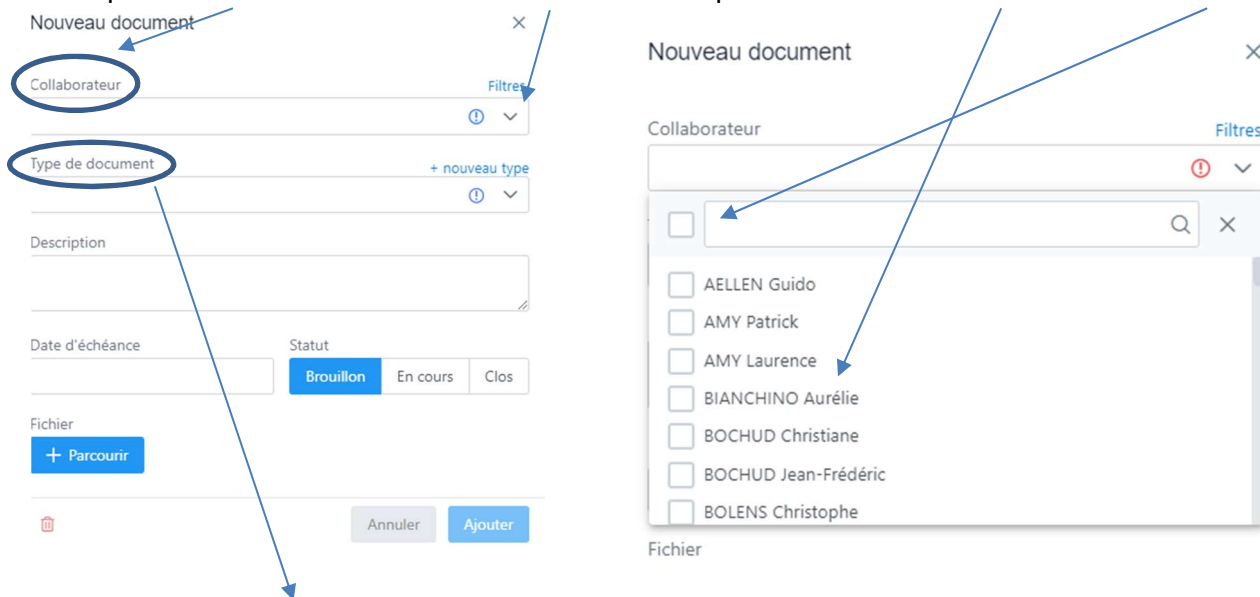 Nouveau document
Collaborateur
Filtres
Type de document
+ nouveau type
Description
Date d'échéance
Statut
Brouillon
En cours
Clos
Fichier
+ Parcourir
Annuler
Ajouter
Nouveau document
Collaborateur
Filtres
AELLEN Guido
AMY Patrick
AMY Laurence
BIANCHINO Aurélie
BOCHUD Christiane
BOCHUD Jean-Frédéric
BOLENS Christophe
Fichier